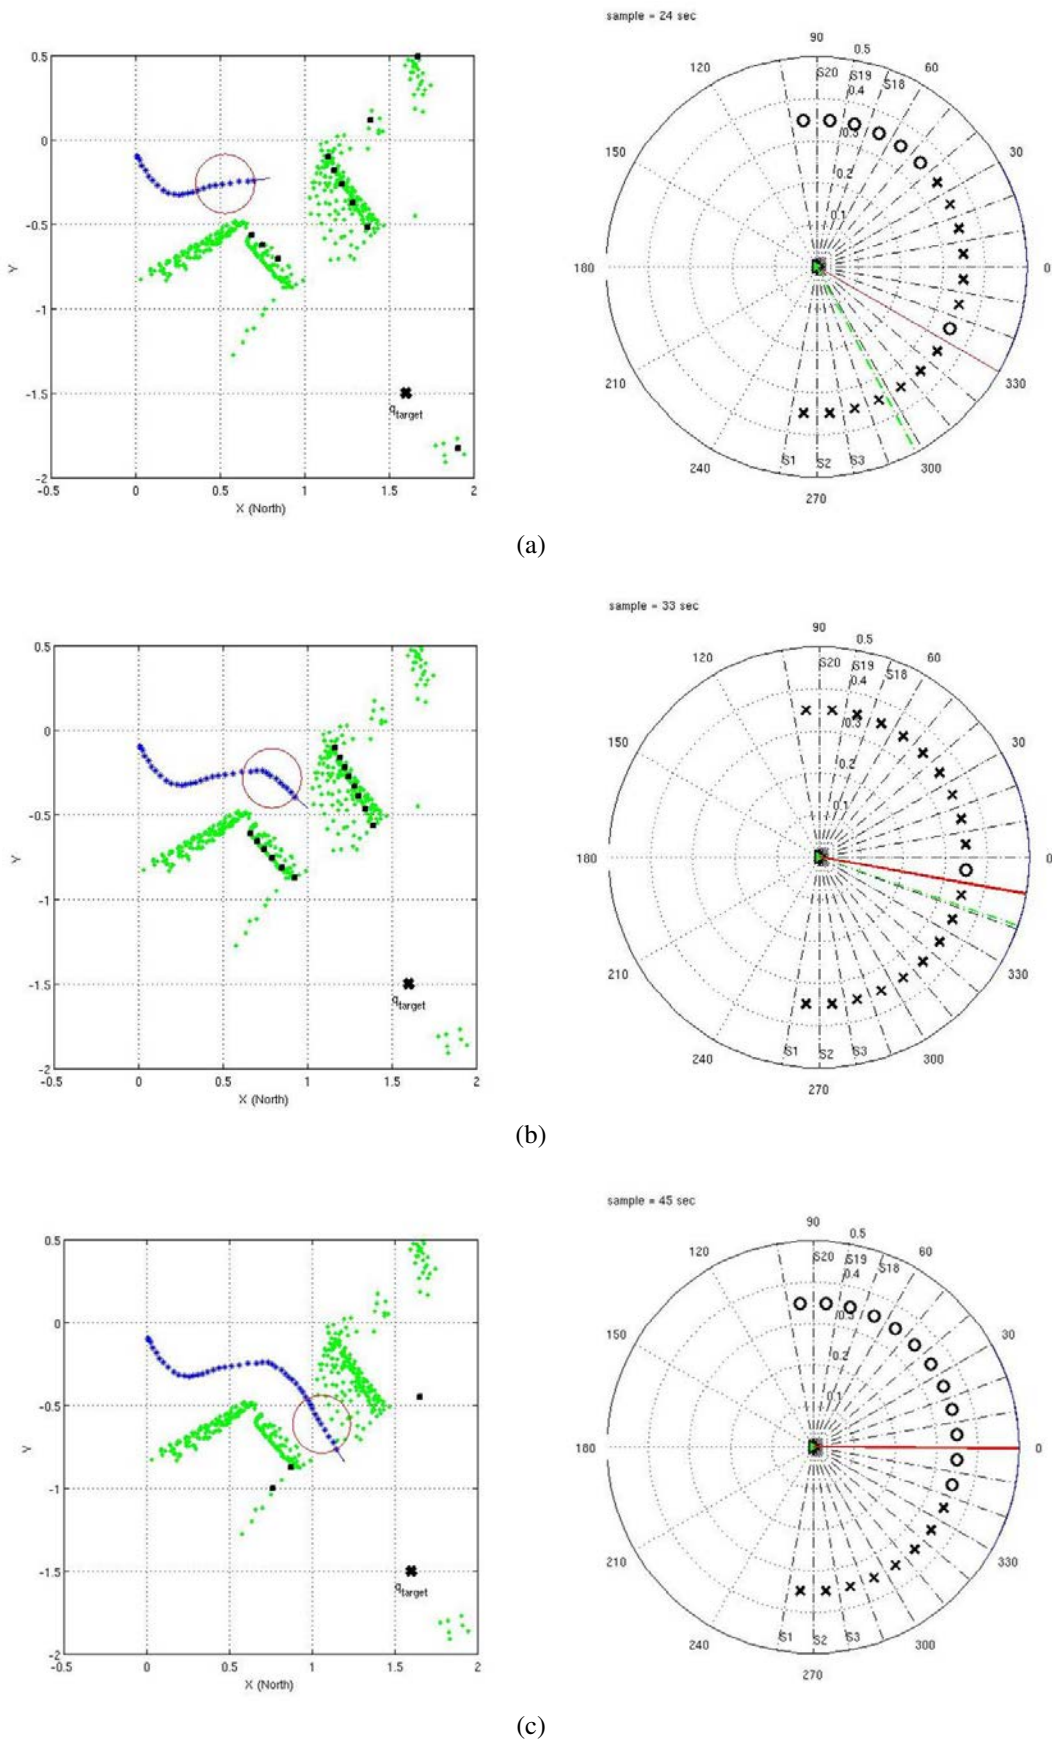 sample = 24 sec
0.5
0
-0.5
-1
-1.5
-2
Y
-0.5 0 0.5 1 1.5 2
X (North)
q_target
90
120 0.5 60
S20 S19 S18
0.4
150 0.3 30
0.2
0.1
180 0
210 330
S1 S2 S3
240 300
270
(a)
sample = 33 sec
0.5
0
-0.5
-1
-1.5
-2
Y
-0.5 0 0.5 1 1.5 2
X (North)
q_target
90
120 0.5 60
S20 S19 S18
0.4
150 0.3 30
0.2
0.1
180 0
210 330
S1 S2 S3
240 300
270
(b)
sample = 45 sec
0.5
0
-0.5
-1
-1.5
-2
Y
-0.5 0 0.5 1 1.5 2
X (North)
q_target
90
120 0.5 60
S20 S19 S18
0.4
150 0.3 30
0.2
0.1
180 0
210 330
S1 S2 S3
240 300
270
(c)